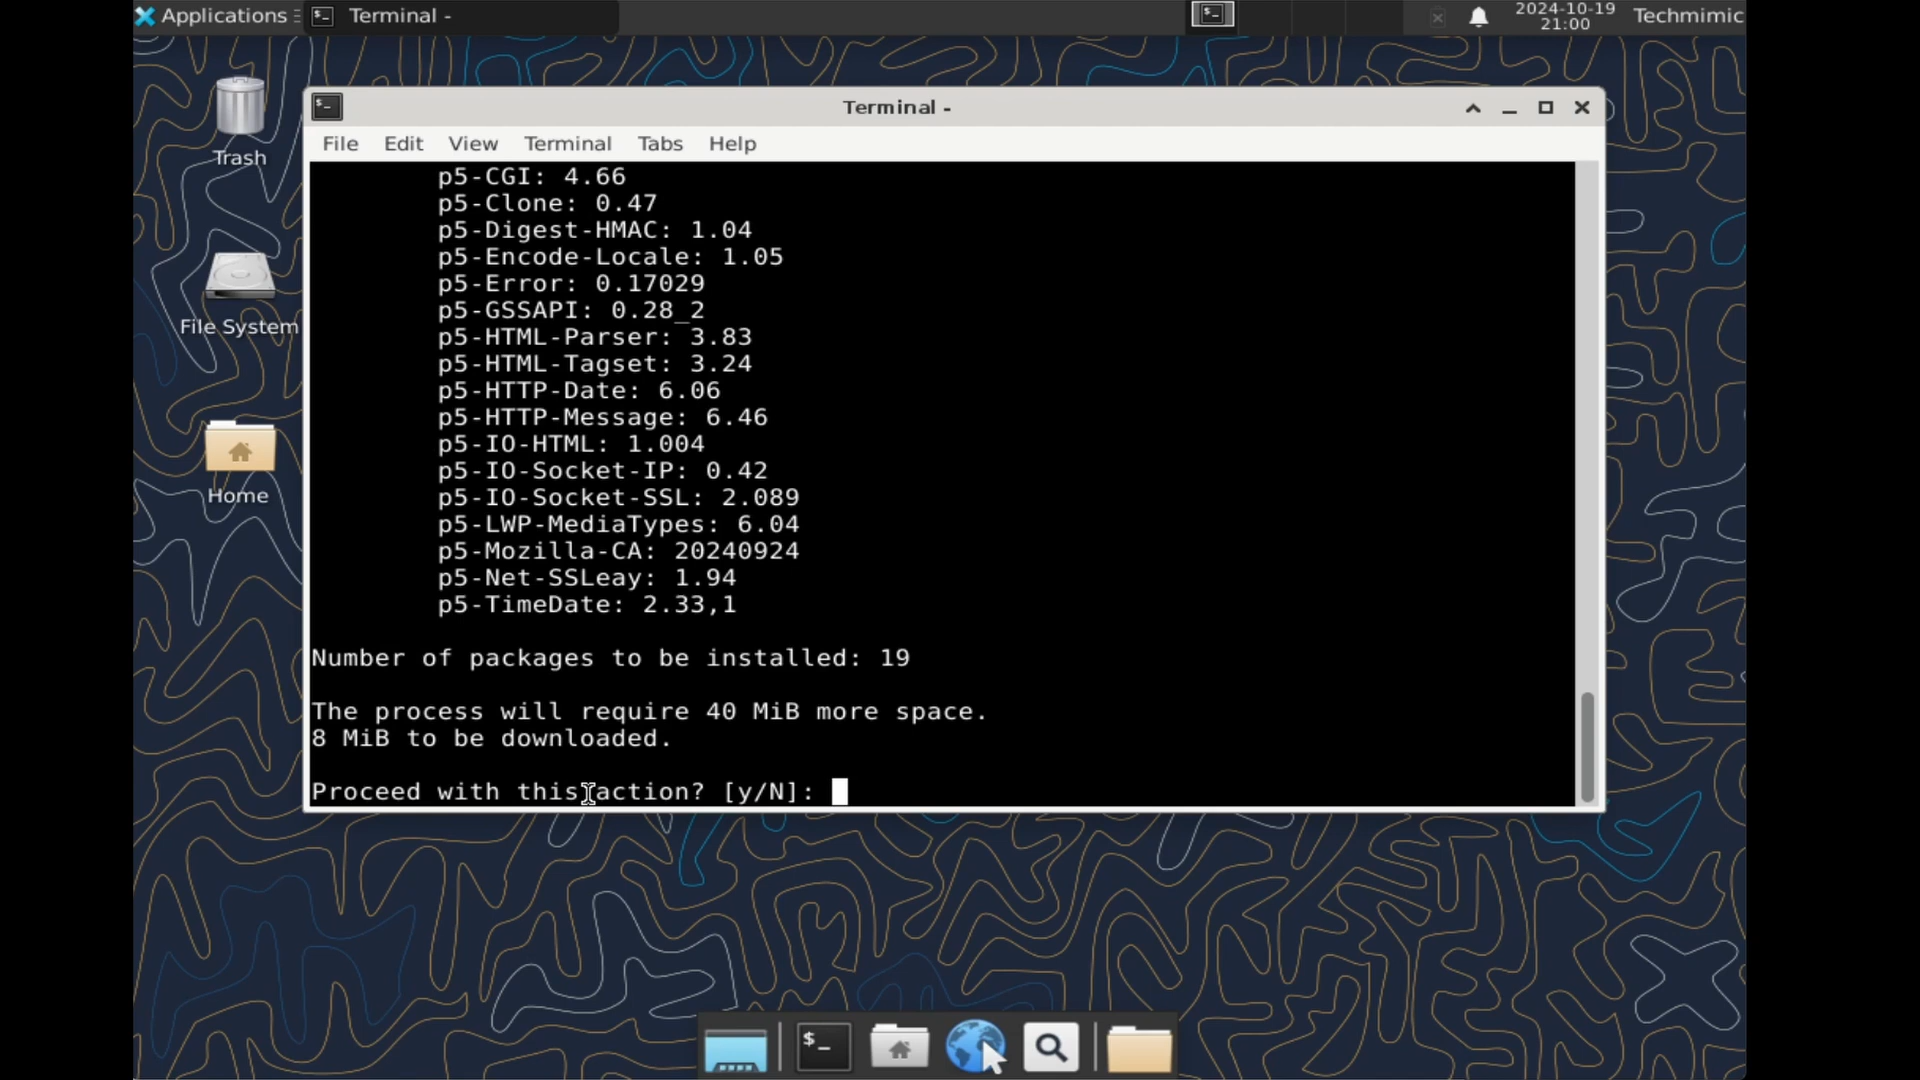 Applications
Terminal -
2024-10-19
21:00
Techmimic
Trash
File System
Home
Terminal -
File Edit View Terminal Tabs Help
p5-CGI: 4.66
p5-Clone: 0.47
p5-Digest-HMAC: 1.04
p5-Encode-Locale: 1.05
p5-Error: 0.17029
p5-GSSAPI: 0.28_2
p5-HTML-Parser: 3.83
p5-HTML-Tagset: 3.24
p5-HTTP-Date: 6.06
p5-HTTP-Message: 6.46
p5-IO-HTML: 1.004
p5-IO-Socket-IP: 0.42
p5-IO-Socket-SSL: 2.089
p5-LWP-MediaTypes: 6.04
p5-Mozilla-CA: 20240924
p5-Net-SSLeay: 1.94
p5-TimeDate: 2.33,1
Number of packages to be installed: 19
The process will require 40 MiB more space.
8 MiB to be downloaded.
Proceed with this action? [y/N]: